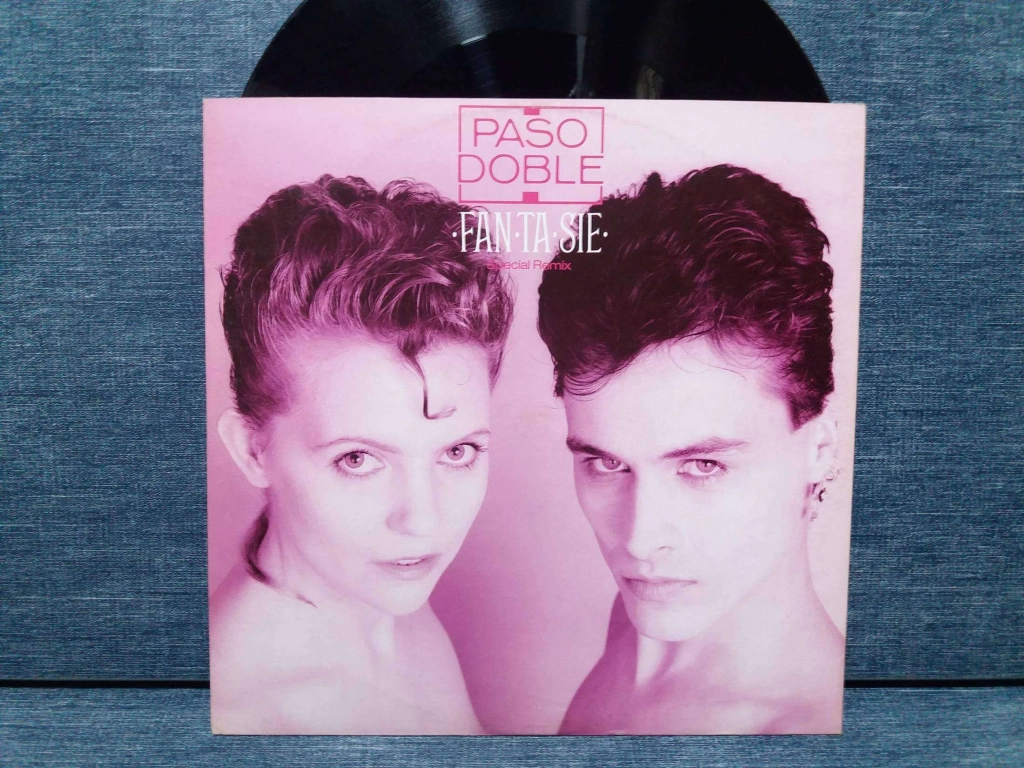 PASO
DOBLE
·FAN·TA·SIE·
Special Remix